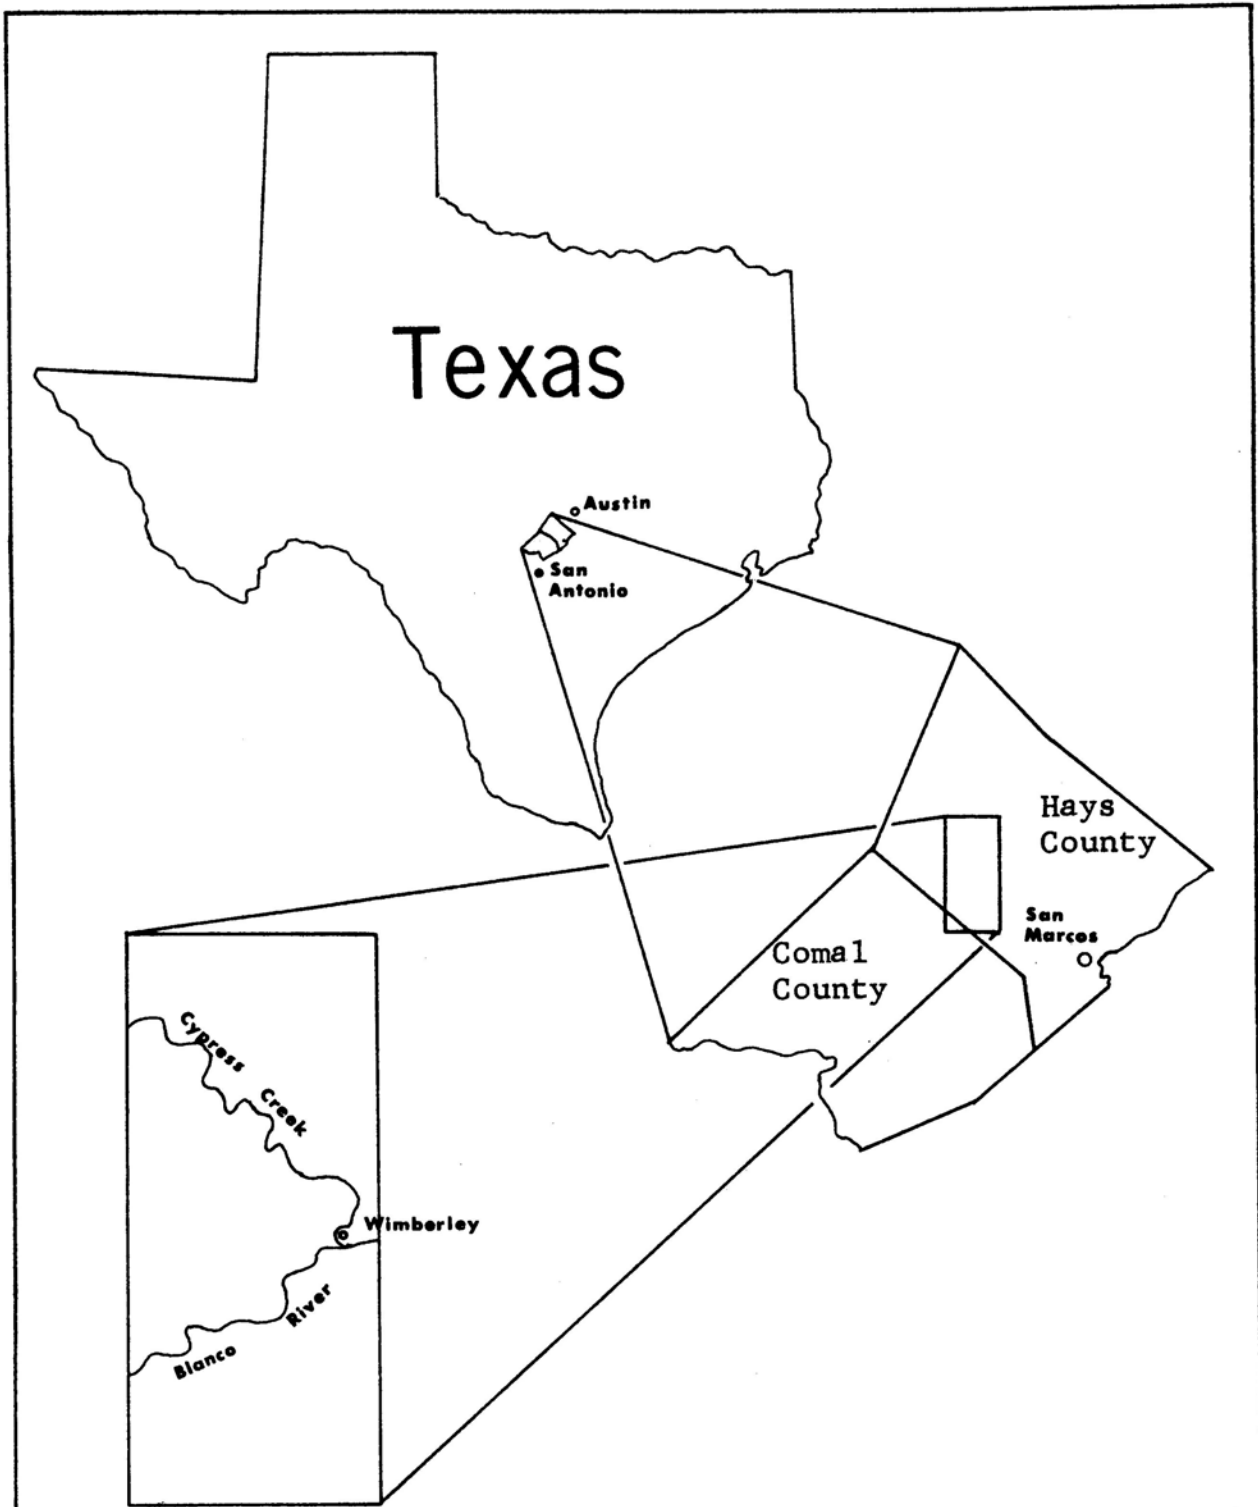 Texas
Austin
San
Antonio
Hays
County
San
Marcos
Comal
County
Cypress Creek
Wimberley
Blanco River